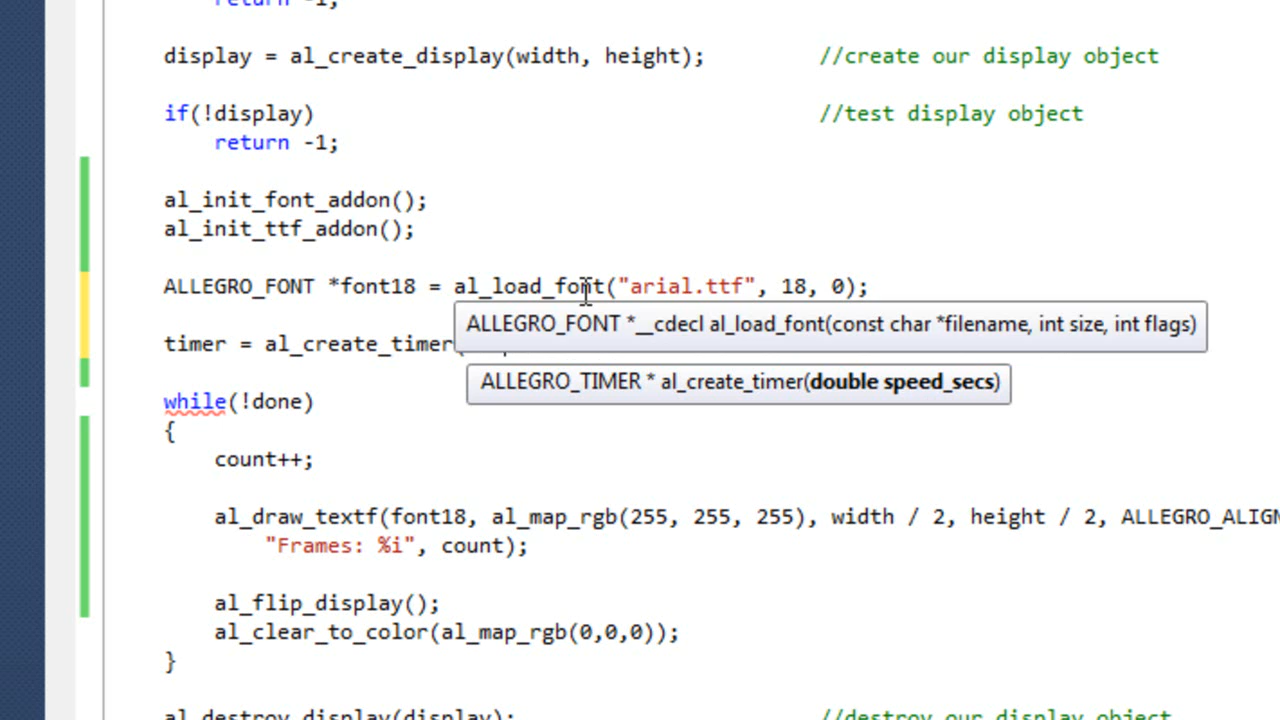 return -1;
display = al_create_display(width, height); //create our display object
if(!display) //test display object
return -1;
al_init_font_addon();
al_init_ttf_addon();
ALLEGRO_FONT *font18 = al_load_font("arial.ttf", 18, 0);
ALLEGRO_FONT *__cdecl al_load_font(const char *filename, int size, int flags)
timer = al_create_timer(
ALLEGRO_TIMER * al_create_timer(double speed_secs)
while(!done)
{
count++;
al_draw_textf(font18, al_map_rgb(255, 255, 255), width / 2, height / 2, ALLEGRO_ALIGN
"Frames: %i", count);
al_flip_display();
al_clear_to_color(al_map_rgb(0,0,0));
}
al_destroy_display(display); //destroy our display object